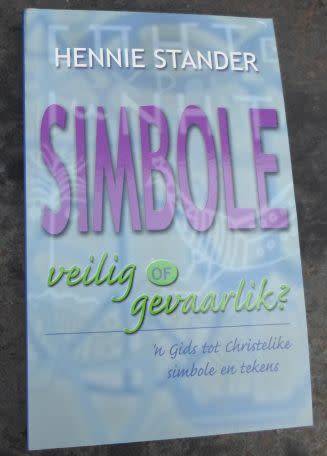 HENNIE STANDER
SIMBOLE
veilig OF
gevaarlik?
'n Gids tot Christelike
simbole en tekens